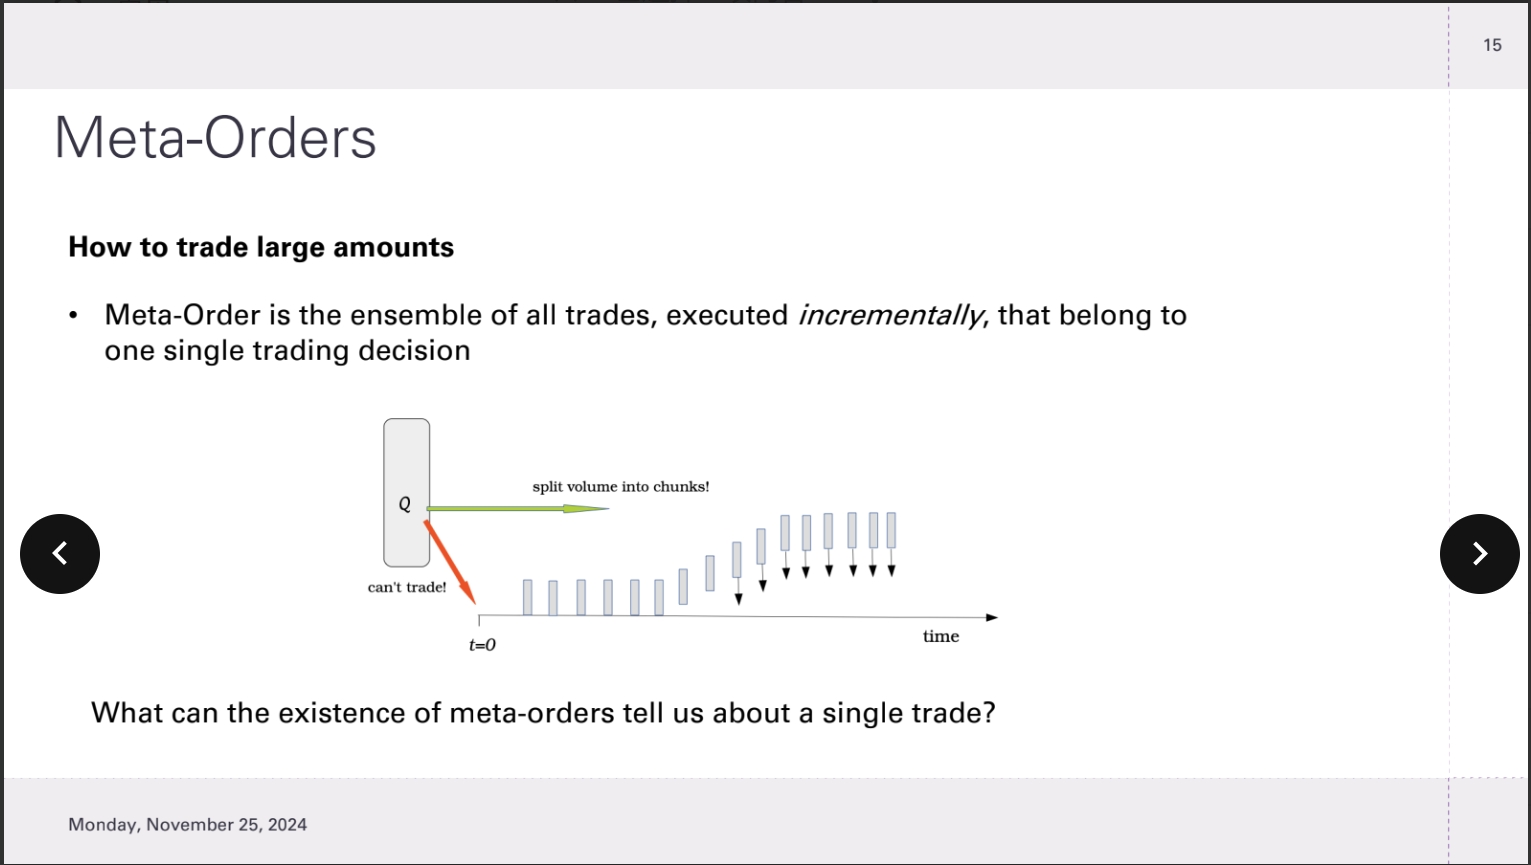 15
Meta-Orders
How to trade large amounts
• Meta-Order is the ensemble of all trades, executed incrementally, that belong to
one single trading decision
split volume into chunks!
Q
can't trade!
t=0
time
What can the existence of meta-orders tell us about a single trade?
Monday, November 25, 2024